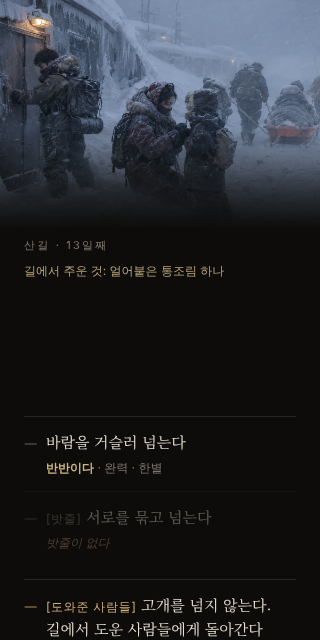 산길 · 13일째
길에서 주운 것: 얼어붙은 통조림 하나
— 바람을 거슬러 넘는다
반반이다 · 완력 · 한별
— [밧줄] 서로를 묶고 넘는다
밧줄이 없다
— [도와준 사람들] 고개를 넘지 않는다.
길에서 도운 사람들에게 돌아간다